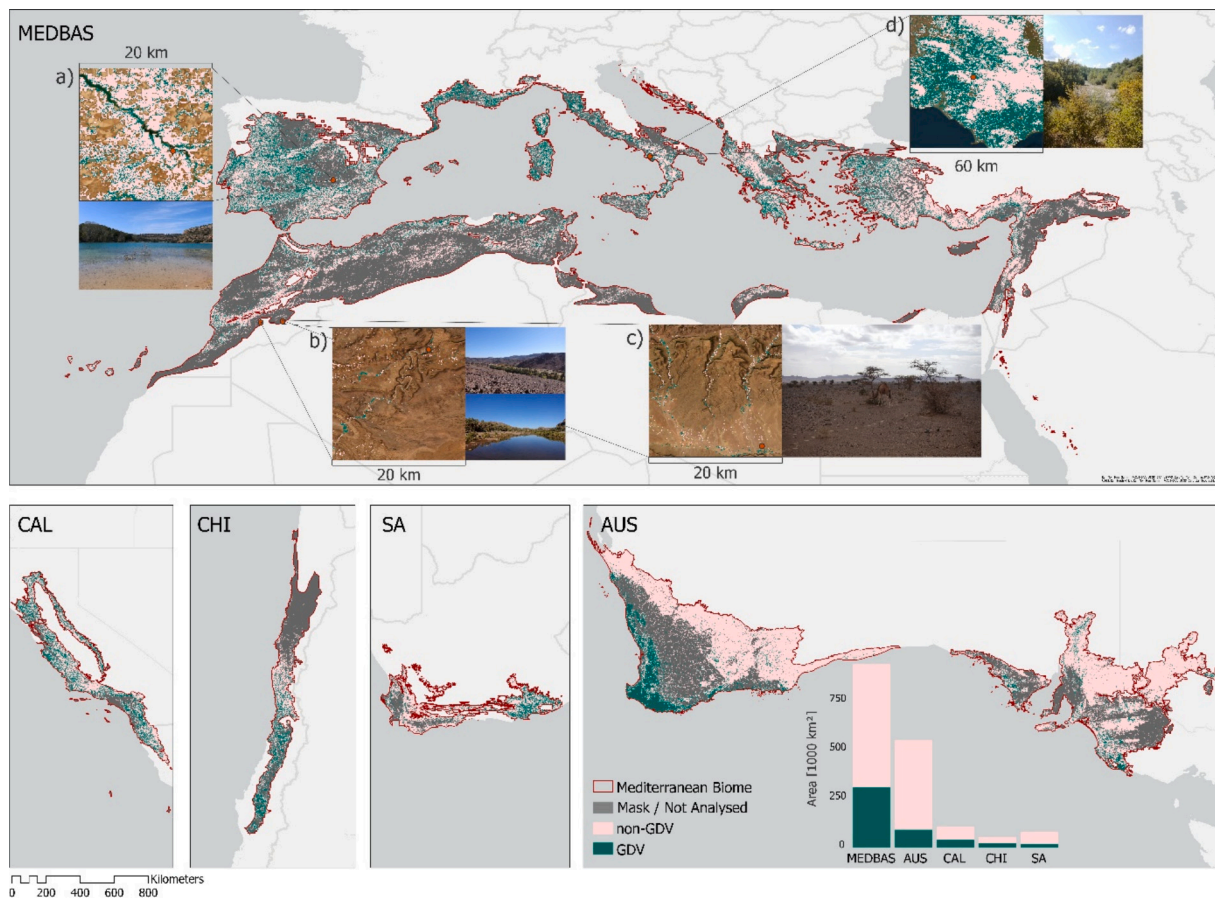 MEDBAS
20 km
a)
d)
60 km
b)
c)
20 km
20 km
CAL
CHI
SA
AUS
Mediterranean Biome
Mask / Not Analysed
non-GDV
GDV
Area [1000 km²]
750
500
250
0
MEDBAS AUS CAL CHI SA
Kilometers
0 200 400 600 800